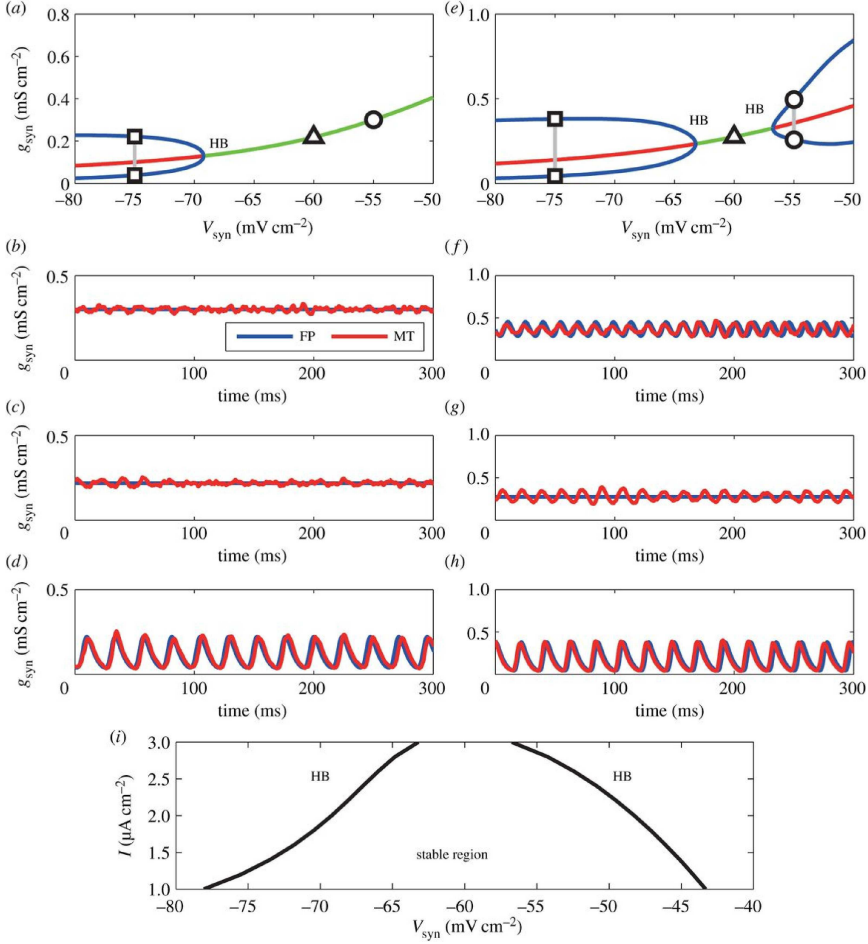 (a)
0.8
0.6
0.4
0.2
0
g_syn (mS cm⁻²)
HB
−80 −75 −70 −65 −60 −55 −50
V_syn (mV cm⁻²)
(e)
1.0
0.8
0.6
0.4
0.2
0
HB HB
−80 −75 −70 −65 −60 −55 −50
V_syn (mV cm⁻²)
(b)
0.5
g_syn (mS cm⁻²)
FP MT
0 100 200 300
time (ms)
(f)
1.0
0.5
0 100 200 300
time (ms)
(c)
0.5
g_syn (mS cm⁻²)
0 100 200 300
time (ms)
(g)
1.0
0.5
0 100 200 300
time (ms)
(d)
0.5
g_syn (mS cm⁻²)
0 100 200 300
time (ms)
(h)
1.0
0.5
0 100 200 300
time (ms)
(i)
3.0
2.5
2.0
1.5
1.0
I (μA cm⁻²)
HB HB
stable region
−80 −75 −70 −65 −60 −55 −50 −45 −40
V_syn (mV cm⁻²)